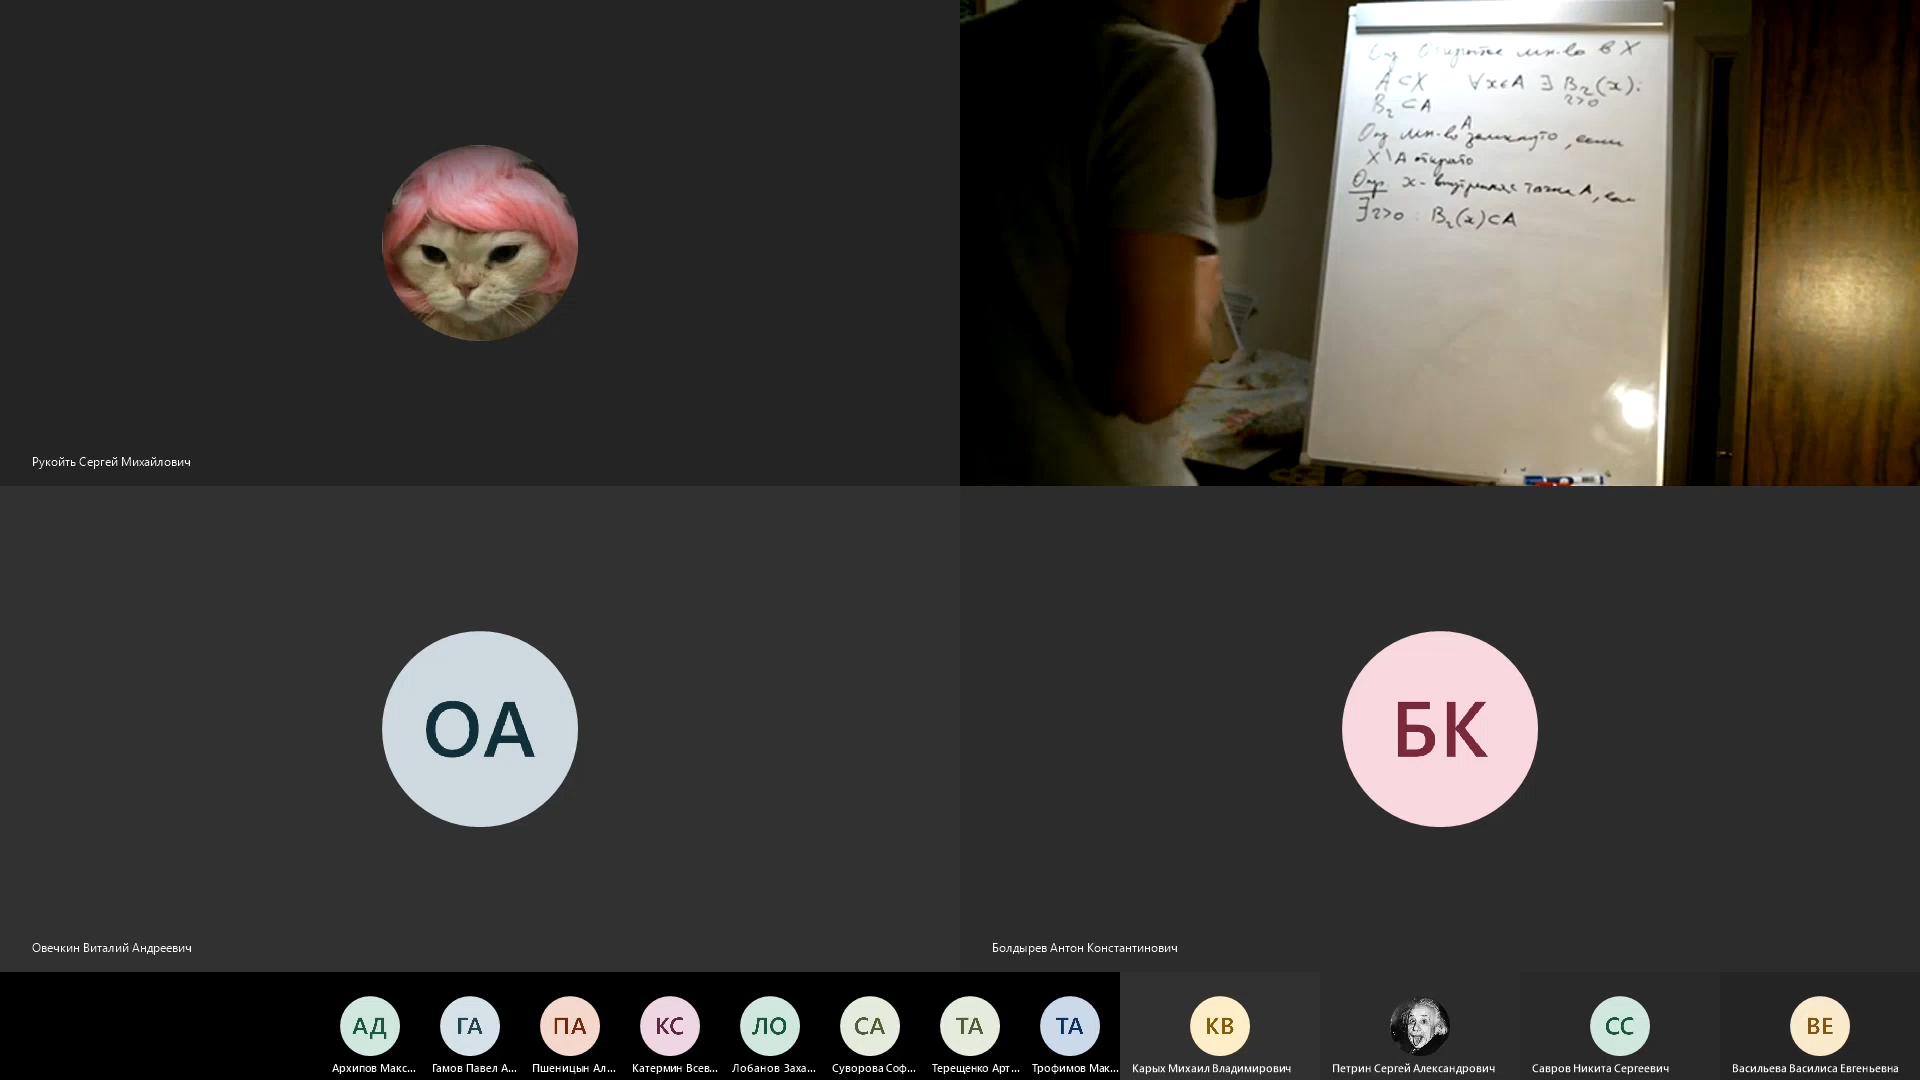 Опр Открытое мн-во в X
A ⊂ X ∀x∈A ∃ B_r(x):
r>0
B_r ⊂ A
Опр мн-во A замкнуто, если
X \ A открыто
Опр. x - внутренняя точка A, если
∃ r>0 : B_r(x) ⊂ A
Рукойть Сергей Михайлович
ОА
БК
Овечкин Виталий Андреевич
Болдырев Антон Константинович
АД
ГА
ПА
КС
ЛО
СА
ТА
ТА
КВ
СС
ВЕ
Архипов Макс...
Гамов Павел А...
Пшеницын Ал...
Катермин Всев...
Лобанов Заха...
Суворова Соф...
Терещенко Арт...
Трофимов Мак...
Карых Михаил Владимирович
Петрин Сергей Александрович
Савров Никита Сергеевич
Васильева Василиса Евгеньевна